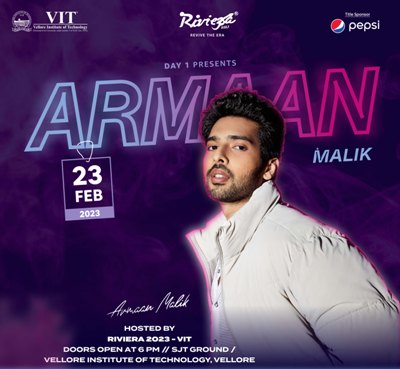 VIT
Vellore Institute of Technology
Riviera
REVIVE THE ERA
Title Sponsor
pepsi
DAY 1 PRESENTS
ARMAAN
MALIK
23
FEB
2023
Armaan Malik
HOSTED BY
RIVIERA 2023 - VIT
DOORS OPEN AT 6 PM // SJT GROUND /
VELLORE INSTITUTE OF TECHNOLOGY, VELLORE